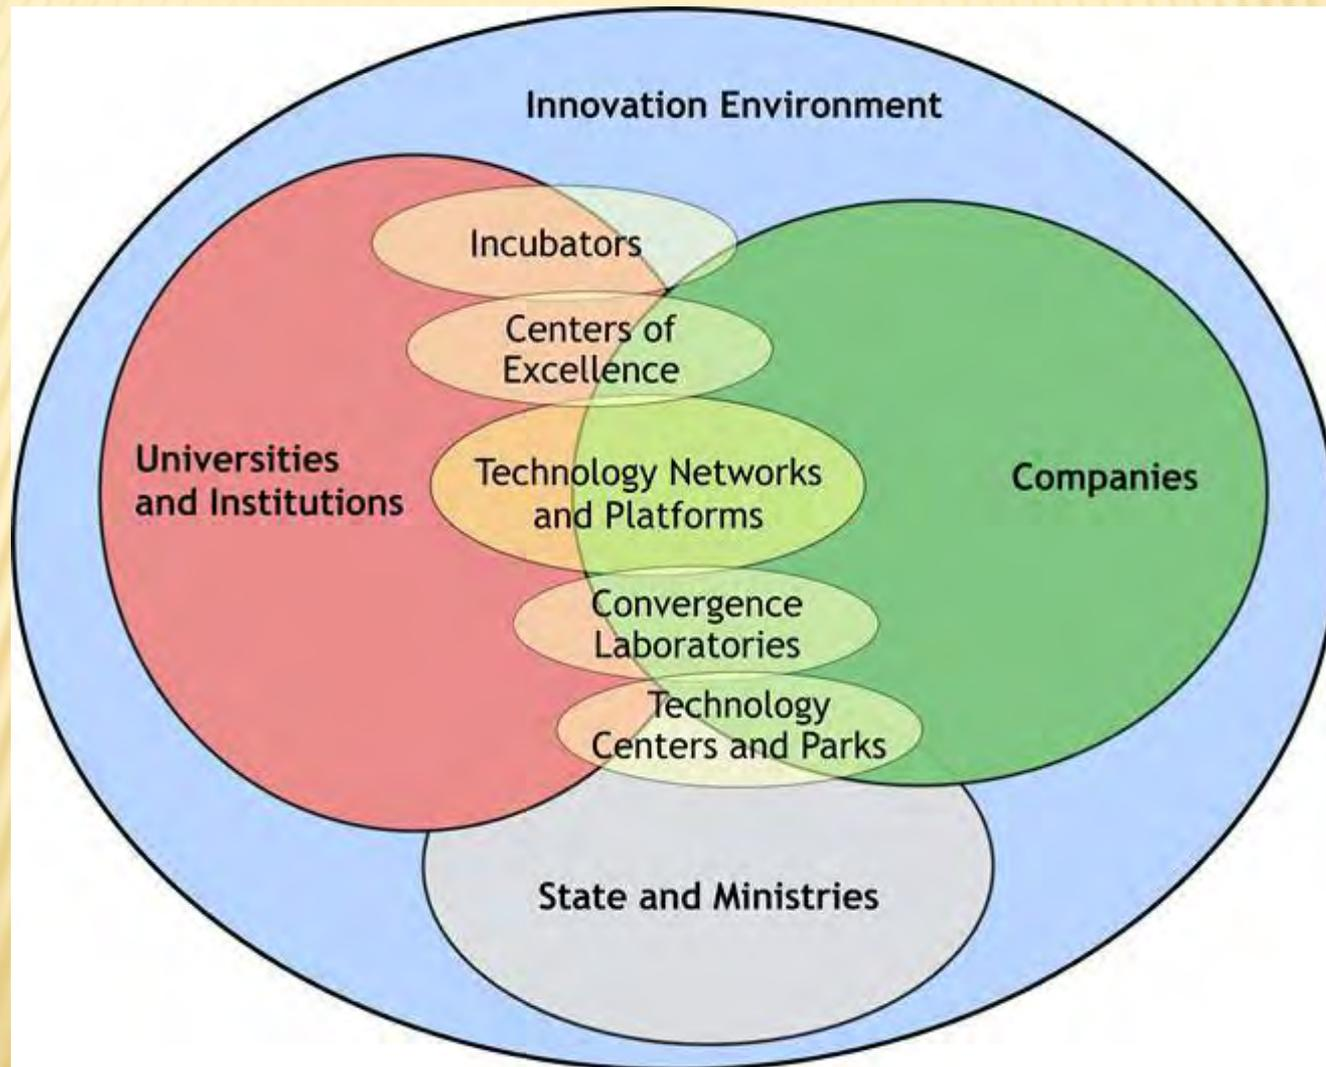 Innovation Environment
Incubators
Centers of
Excellence
Universities
and Institutions
Technology Networks
and Platforms
Companies
Convergence
Laboratories
Technology
Centers and Parks
State and Ministries